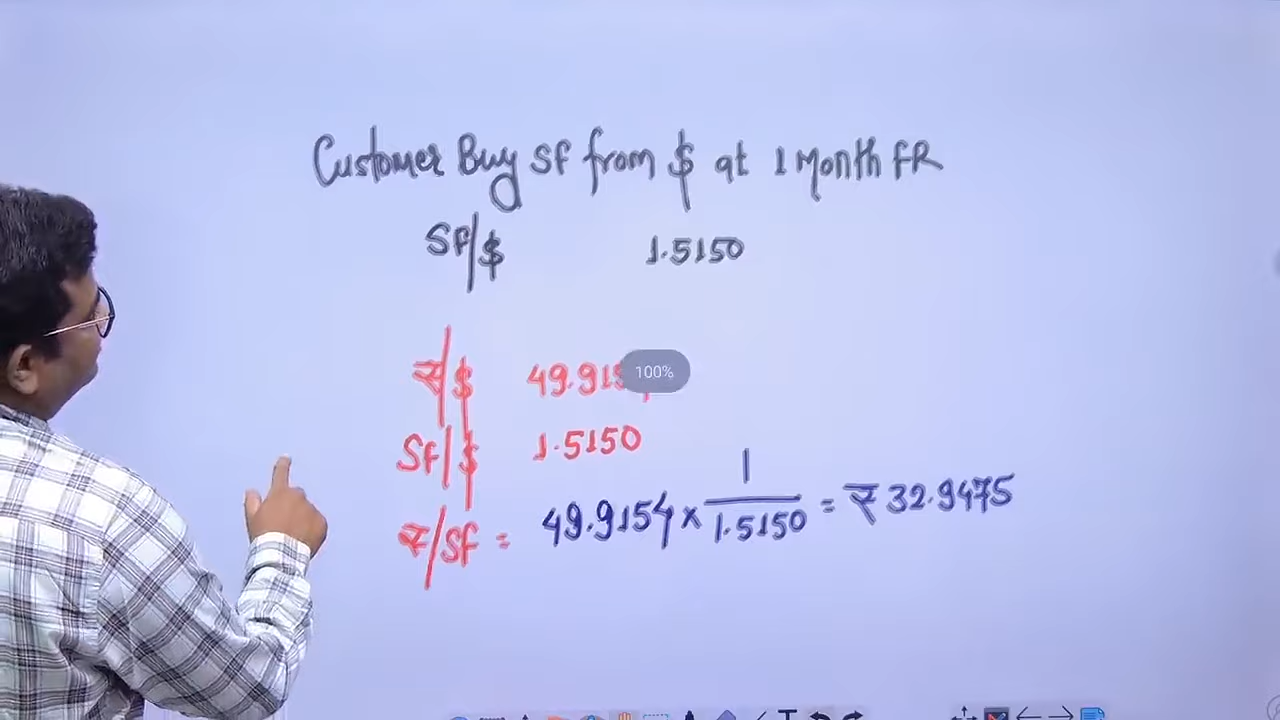 Customer Buy SF from $ at 1 Month FR
SF/$ 1.5150
₹/$ 49.915
100%
SF/$ 1.5150
₹/SF = 49.9154 × 1/1.5150 = ₹ 32.9475